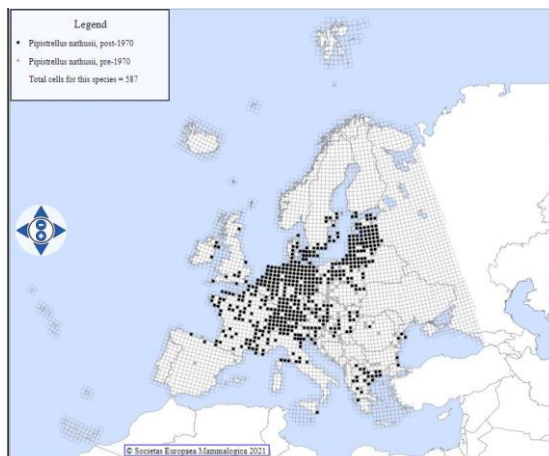 Legend
Pipistrellus nathusii, post-1970
Pipistrellus nathusii, pre-1970
Total cells for this species = 587
© Societas Europaea Mammalogica 2021